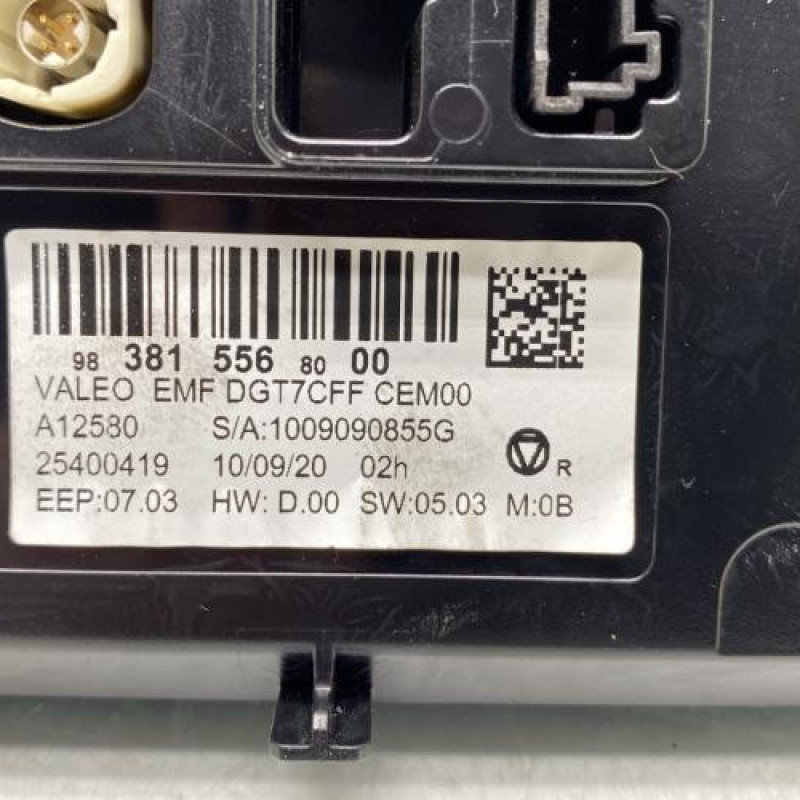 98 381 556 80 00
VALEO EMF DGT7CFF CEM00
A12580 S/A:1009090855G
25400419 10/09/20 02h R
EEP:07.03 HW: D.00 SW:05.03 M:0B